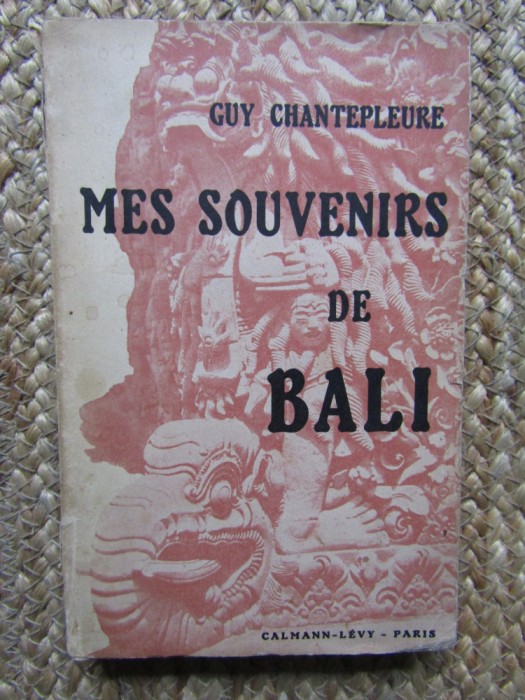 GUY CHANTEPLEURE
MES SOUVENIRS
DE
BALI
CALMANN-LÉVY - PARIS